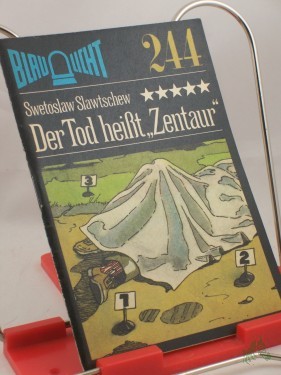 BLAULICHT
244
Swetoslaw Slawtschew
Der Tod heißt „Zentaur“
3
1
2